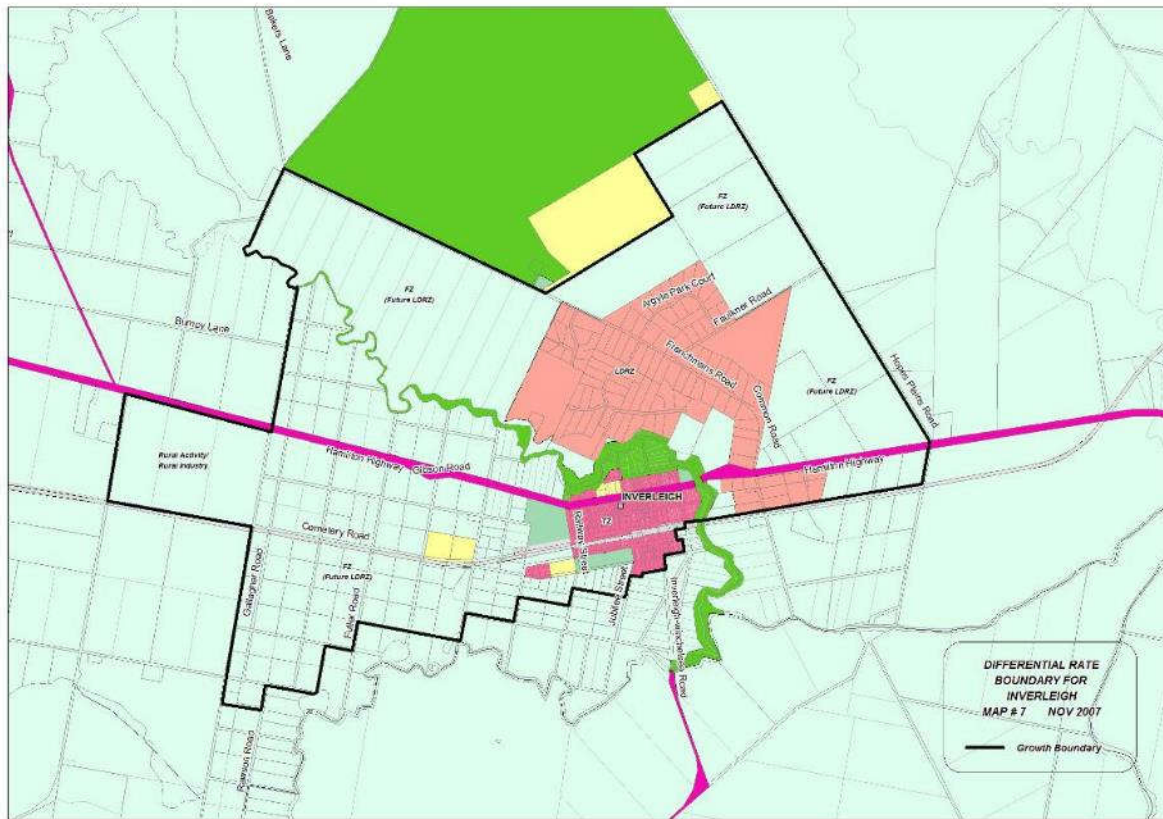 Bakers Lane
FZ
(Future LDRZ)
Argyle Park Court
Faulkner Road
FZ
(Future LDRZ)
Bumpy Lane
Frenchmans Road
LDRZ
Common Road
FZ
(Future LDRZ)
Hopes Plains Road
Rural Activity/
Rural Industry
Hamilton Highway
Gibson Road
Hamilton Highway
INVERLEIGH
TZ
Railway Street
Cemetery Road
Gallagher Road
FZ
(Future LDRZ)
Fuller Road
Jubilee Street
Inverleigh-winchelsea Road
Rawson Road
DIFFERENTIAL RATE
BOUNDARY FOR
INVERLEIGH
MAP # 7 NOV 2007
Growth Boundary